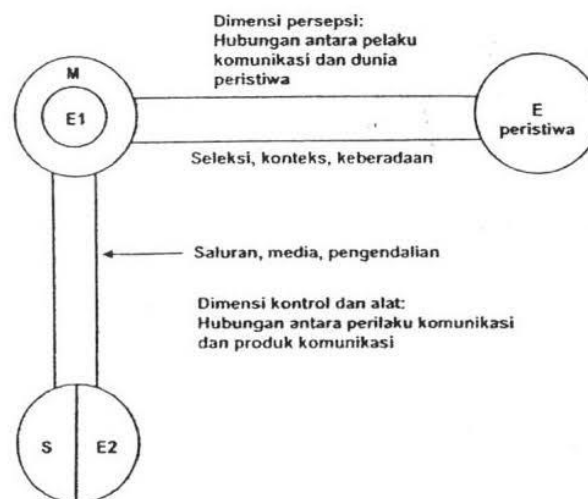 Dimensi persepsi:
Hubungan antara pelaku
komunikasi dan dunia
peristiwa
M
E1
E
peristiwa
Seleksi, konteks, keberadaan
Saluran, media, pengendalian
Dimensi kontrol dan alat:
Hubungan antara perilaku komunikasi
dan produk komunikasi
S
E2